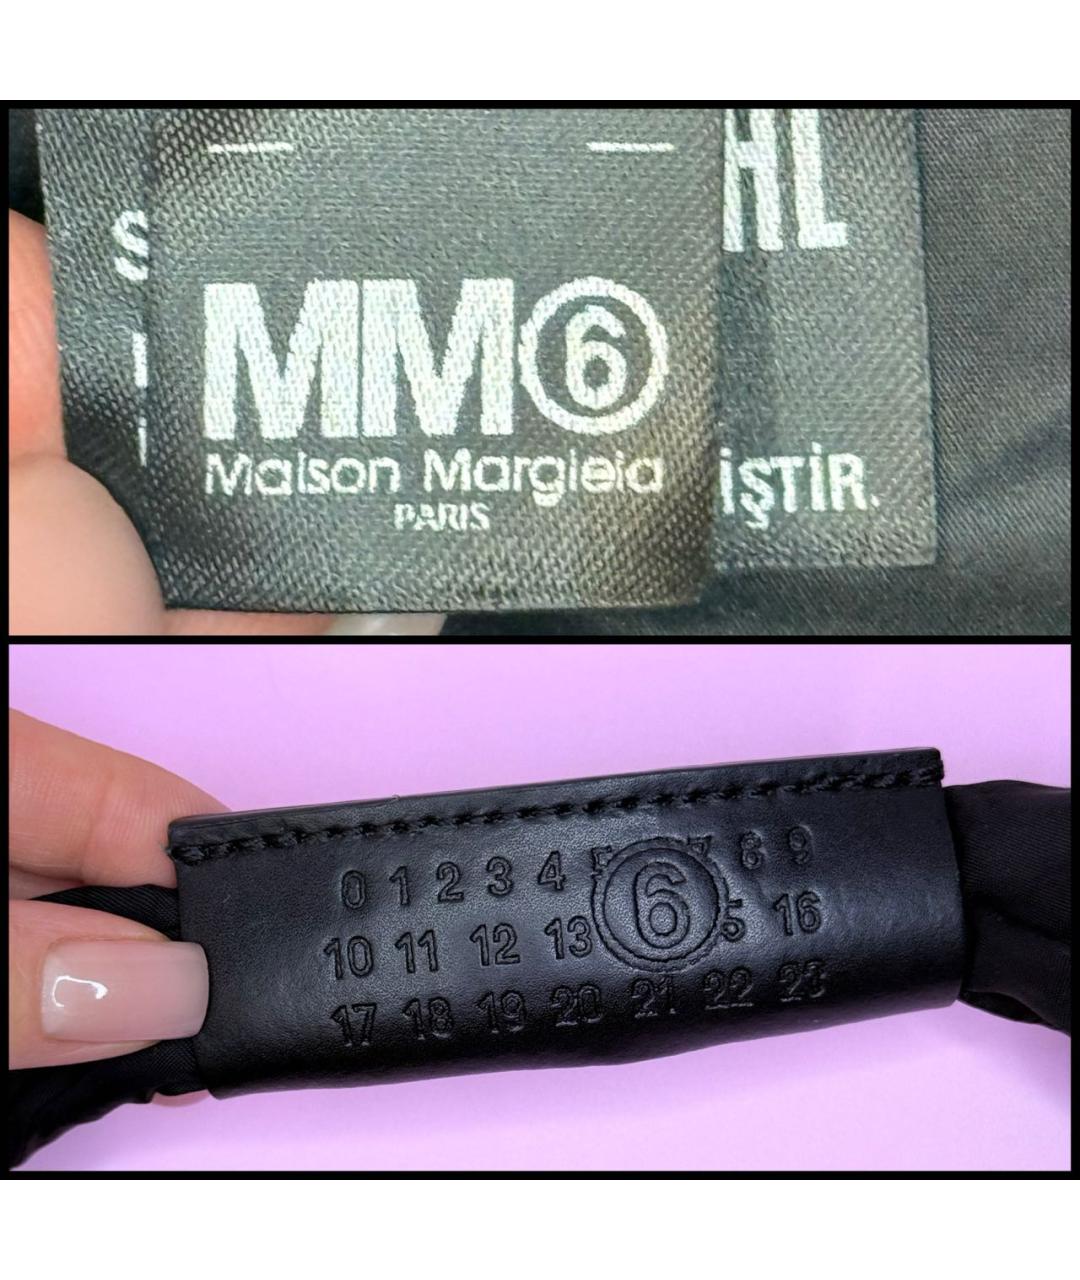 HL
MM6
Maison Margiela
PARIS
İŞTİR.
0 1 2 3 4 6 8 9
10 11 12 13 5 16
17 18 19 20 21 22 23